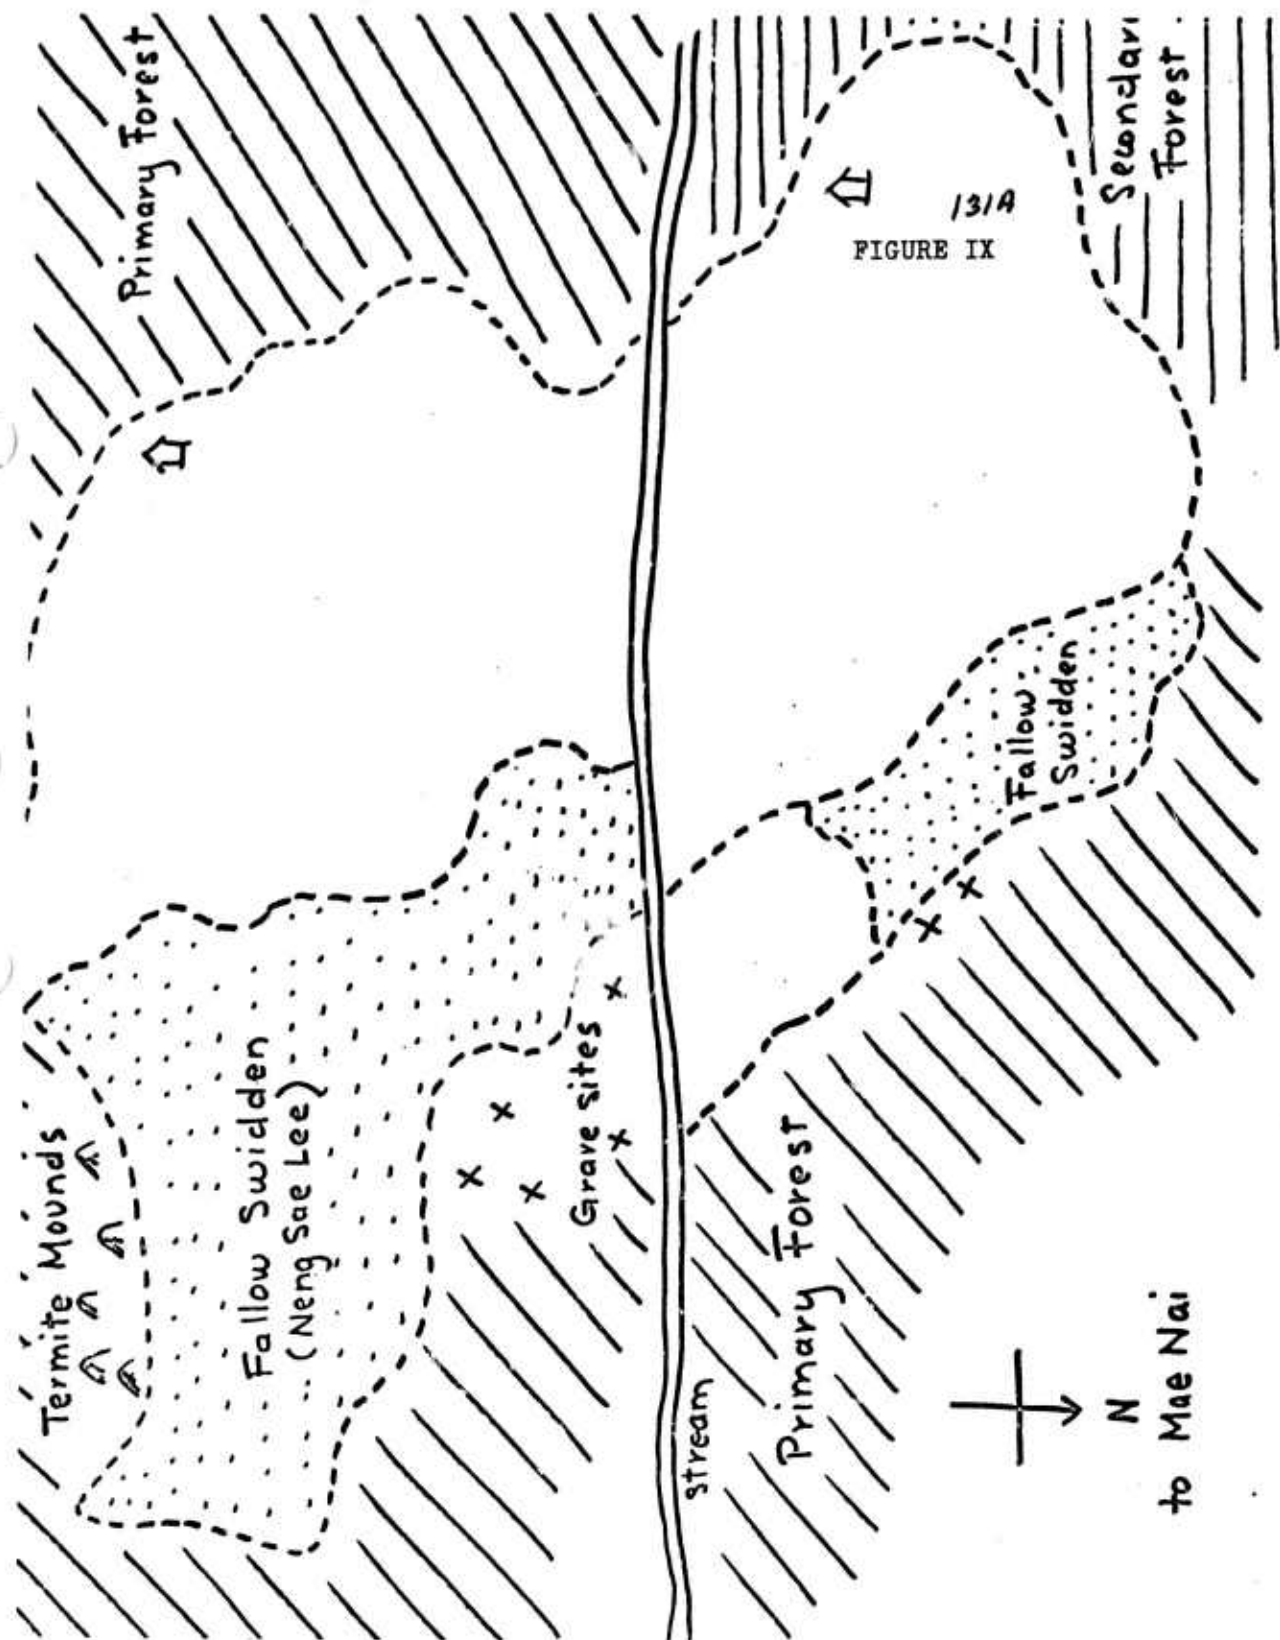 Primary Forest
Secondary
Forest
131A
FIGURE IX
Fallow
Swidden
Termite Mounds
Fallow Swidden
(Neng Sae Lee)
Grave sites
x
x
x
x
x
x
x
stream
Primary Forest
N
to Mae Nai